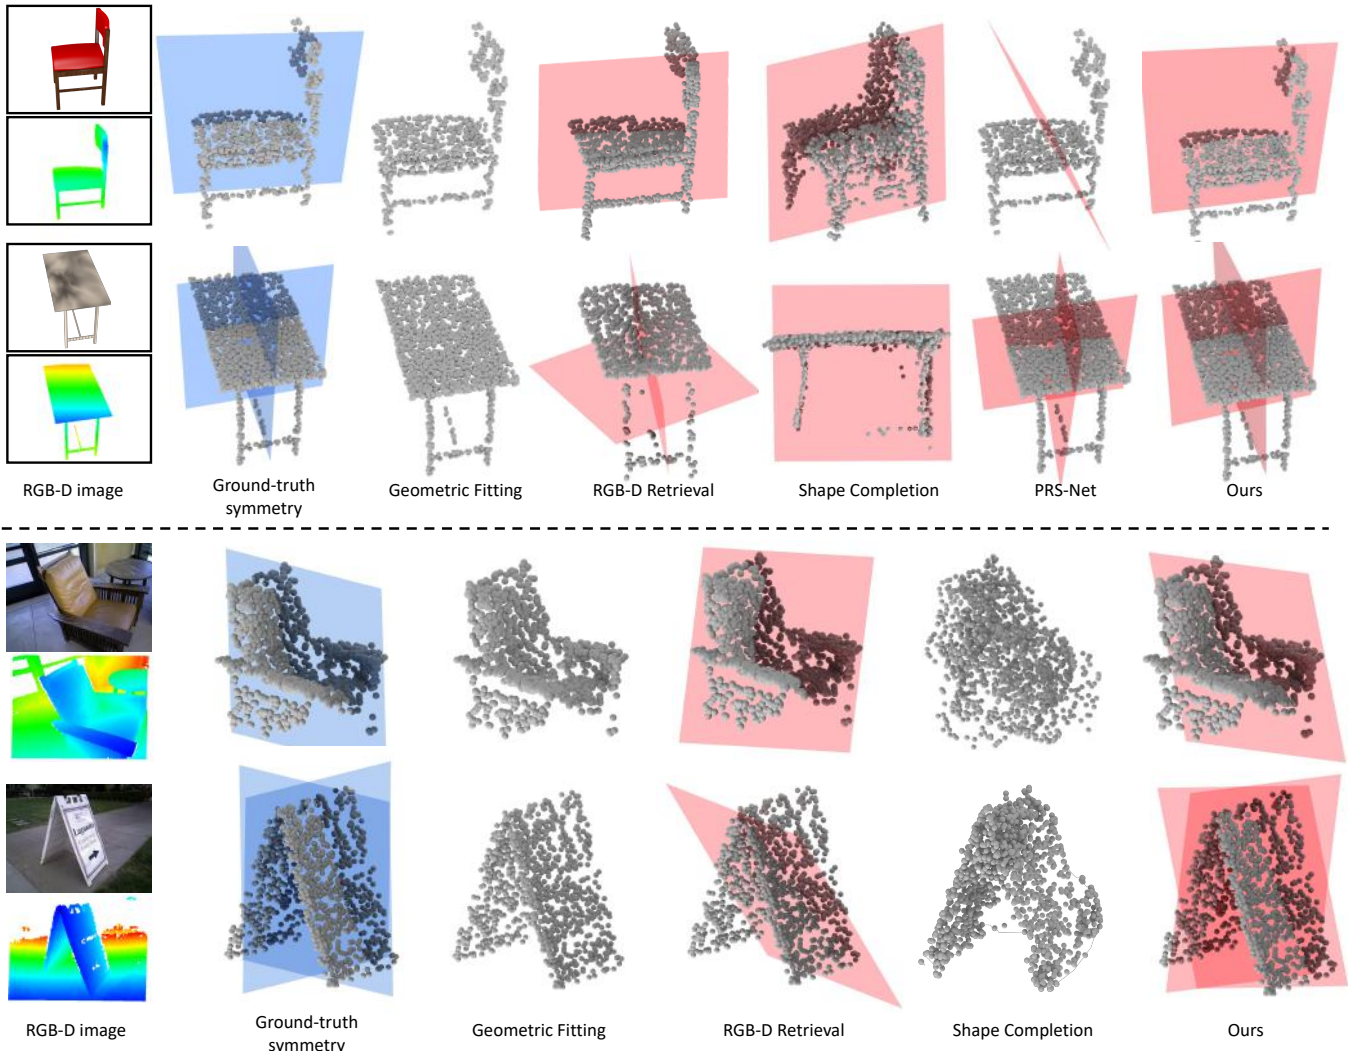 RGB-D image
Ground-truth
symmetry
Geometric Fitting
RGB-D Retrieval
Shape Completion
PRS-Net
Ours
RGB-D image
Ground-truth
symmetry
Geometric Fitting
RGB-D Retrieval
Shape Completion
Ours